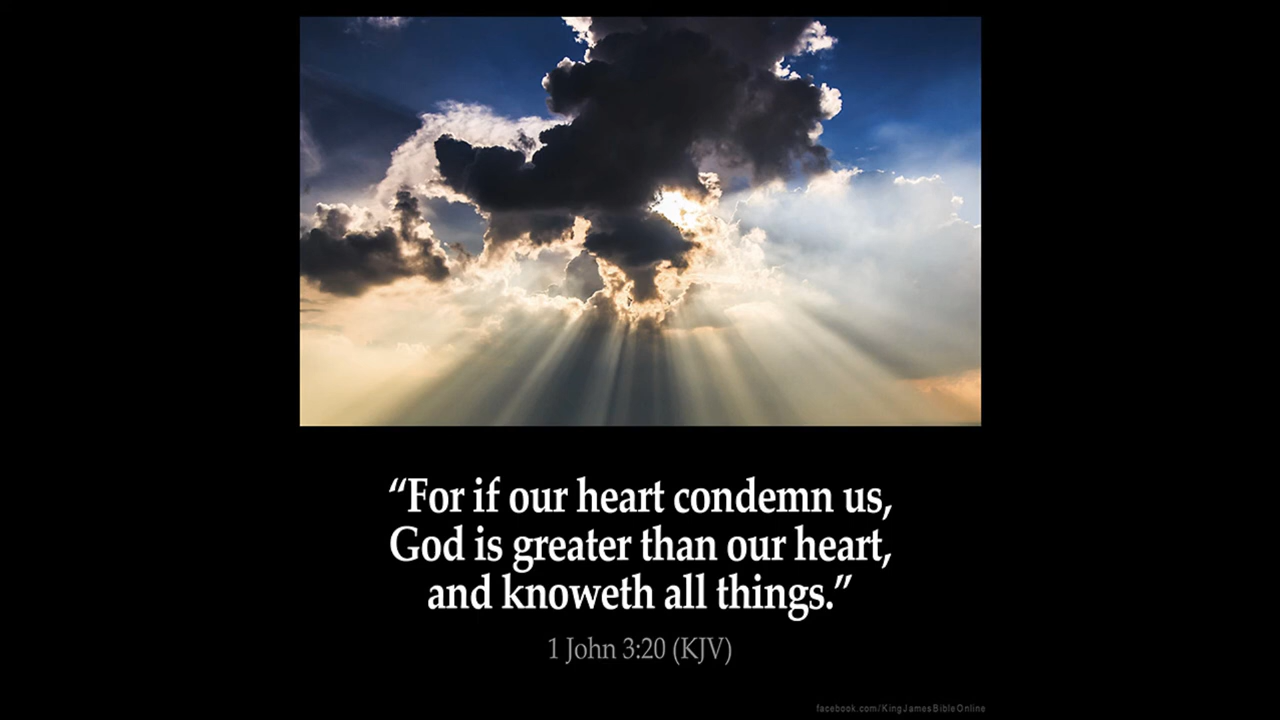 “For if our heart condemn us,
God is greater than our heart,
and knoweth all things.”
1 John 3:20 (KJV)
facebook.com/KingJamesBibleOnline